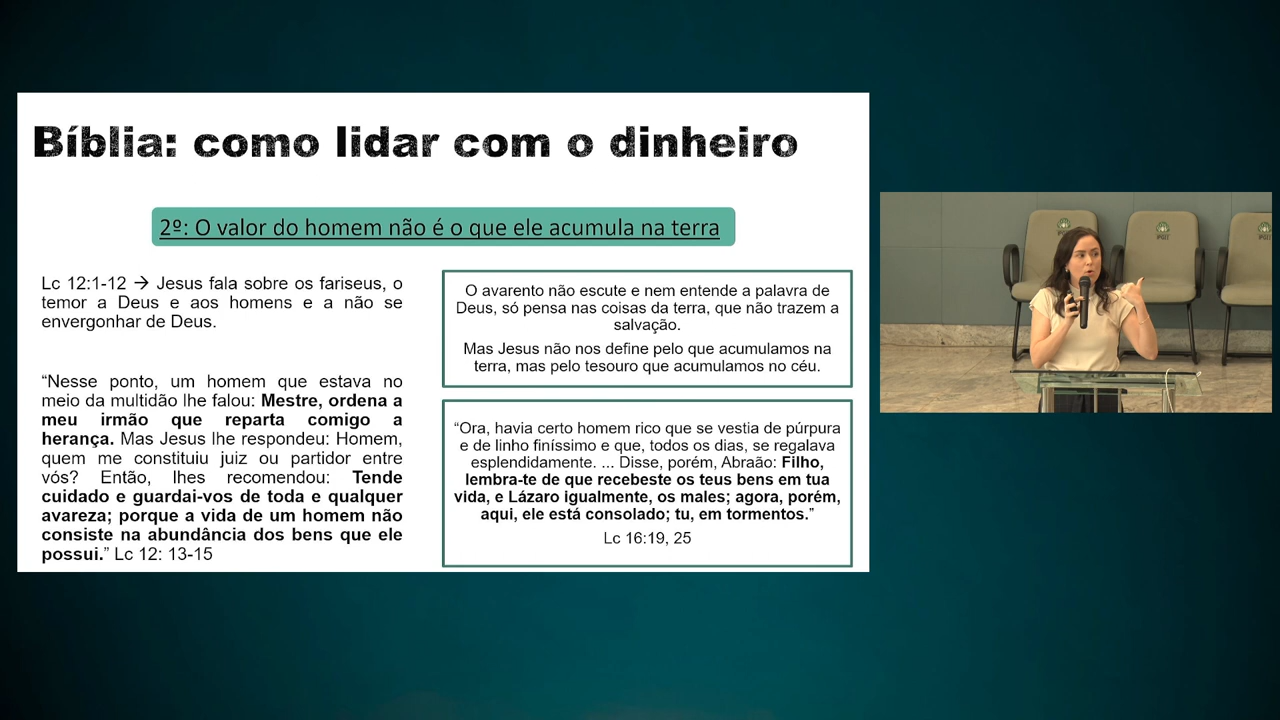 Bíblia: como lidar com o dinheiro
2º: O valor do homem não é o que ele acumula na terra
Lc 12:1-12 → Jesus fala sobre os fariseus, o
temor a Deus e aos homens e a não se
envergonhar de Deus.
“Nesse ponto, um homem que estava no
meio da multidão lhe falou: Mestre, ordena a
meu irmão que reparta comigo a
herança. Mas Jesus lhe respondeu: Homem,
quem me constituiu juiz ou partidor entre
vós? Então, lhes recomendou: Tende
cuidado e guardai-vos de toda e qualquer
avareza; porque a vida de um homem não
consiste na abundância dos bens que ele
possui.” Lc 12: 13-15
O avarento não escute e nem entende a palavra de
Deus, só pensa nas coisas da terra, que não trazem a
salvação.
Mas Jesus não nos define pelo que acumulamos na
terra, mas pelo tesouro que acumulamos no céu.
“Ora, havia certo homem rico que se vestia de púrpura
e de linho finíssimo e que, todos os dias, se regalava
esplendidamente. ... Disse, porém, Abraão: Filho,
lembra-te de que recebeste os teus bens em tua
vida, e Lázaro igualmente, os males; agora, porém,
aqui, ele está consolado; tu, em tormentos.”
Lc 16:19, 25